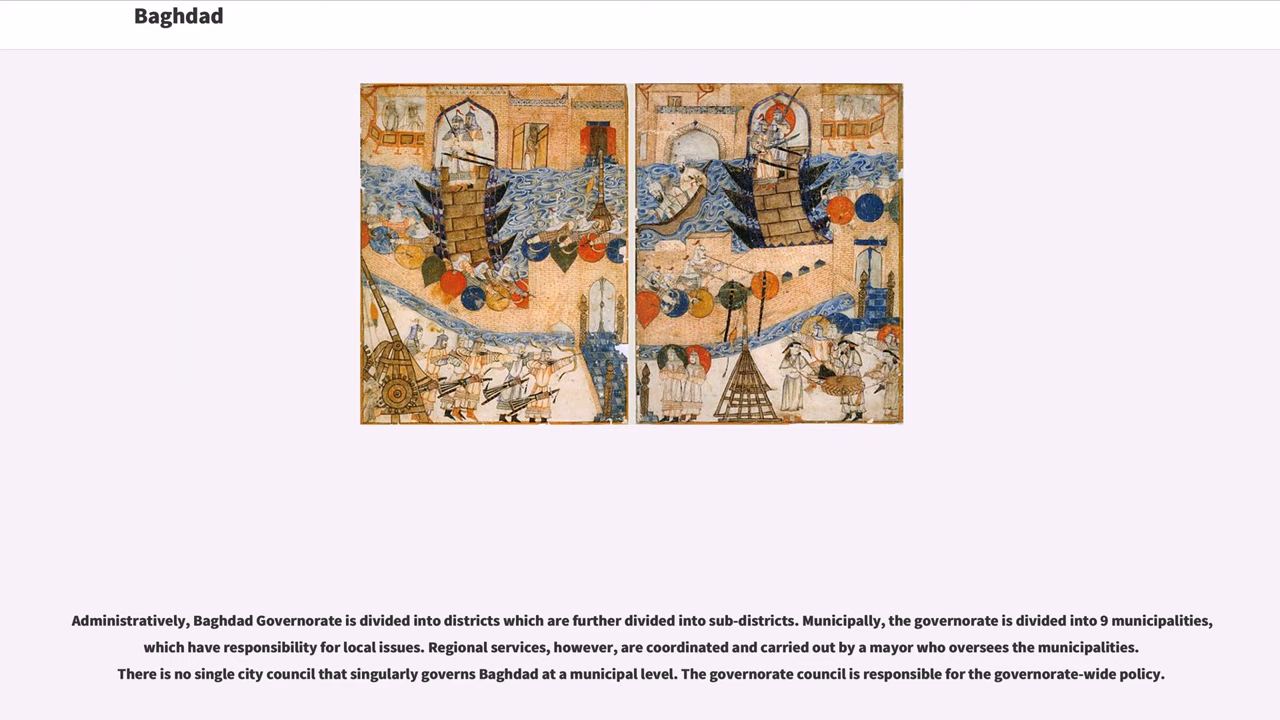 Baghdad
Administratively, Baghdad Governorate is divided into districts which are further divided into sub-districts. Municipally, the governorate is divided into 9 municipalities,
which have responsibility for local issues. Regional services, however, are coordinated and carried out by a mayor who oversees the municipalities.
There is no single city council that singularly governs Baghdad at a municipal level. The governorate council is responsible for the governorate-wide policy.